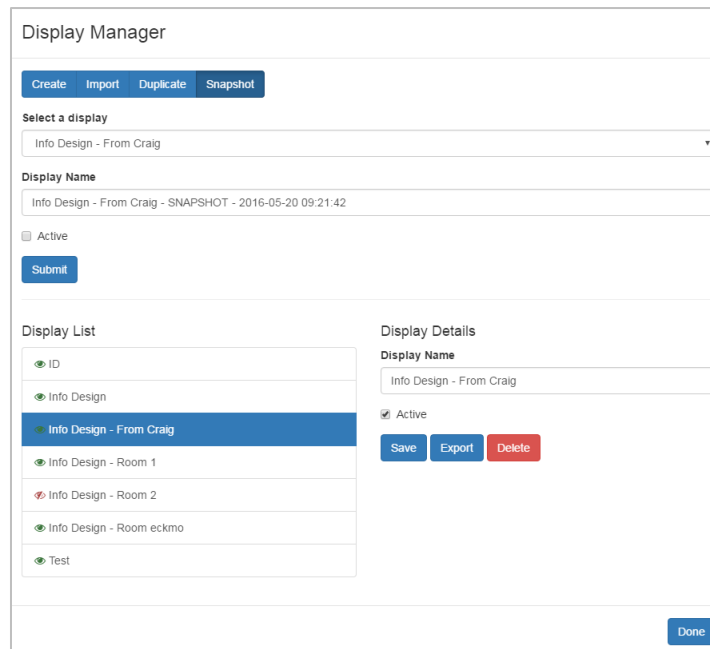 Display Manager
Create Import Duplicate Snapshot
Select a display
Info Design - From Craig
Display Name
Info Design - From Craig - SNAPSHOT - 2016-05-20 09:21:42
Active
Submit
Display List
ID
Info Design
Info Design - From Craig
Info Design - Room 1
Info Design - Room 2
Info Design - Room eckmo
Test
Display Details
Display Name
Info Design - From Craig
Active
Save Export Delete
Done